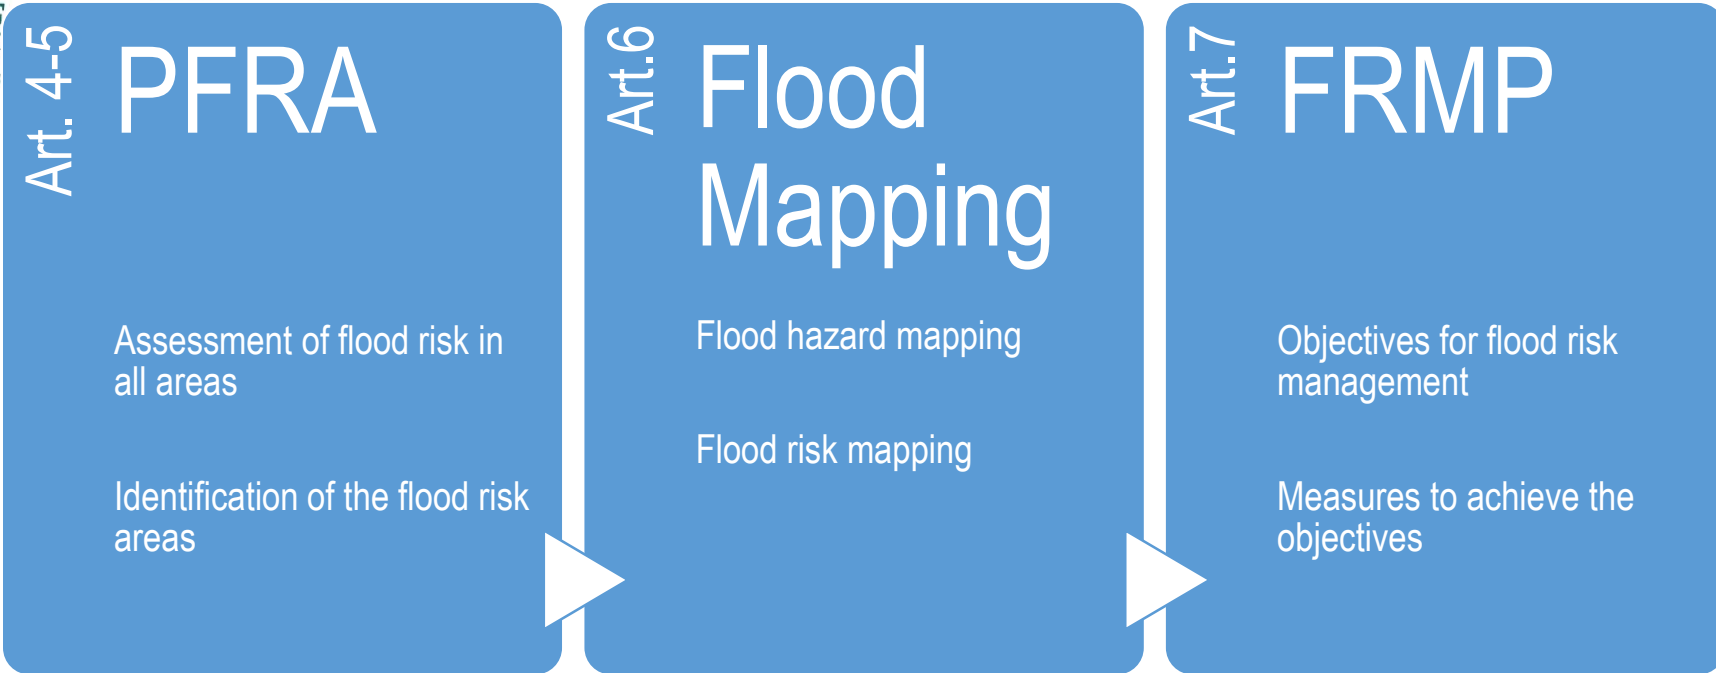 Art. 4-5
PFRA
Assessment of flood risk in
all areas
Identification of the flood risk
areas
Art.6
Flood
Mapping
Flood hazard mapping
Flood risk mapping
Art.7
FRMP
Objectives for flood risk
management
Measures to achieve the
objectives